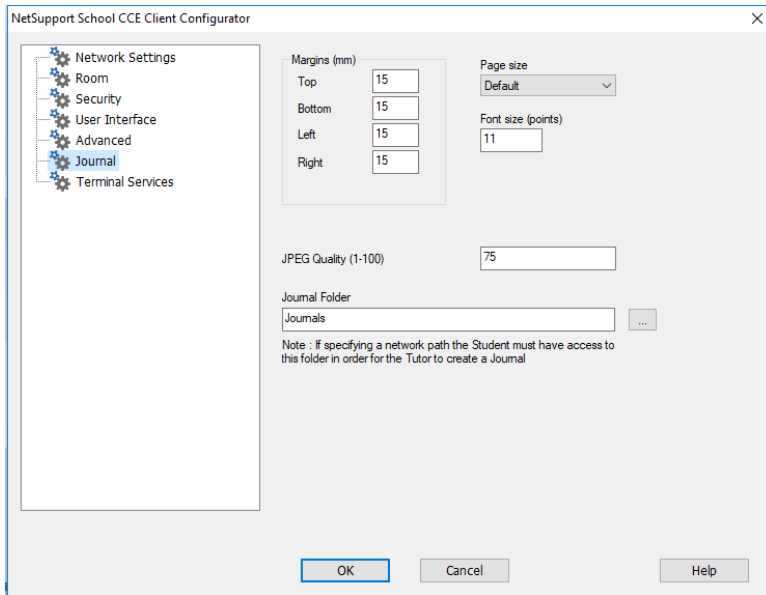 NetSupport School CCE Client Configurator
Network Settings
Room
Security
User Interface
Advanced
Journal
Terminal Services
Margins (mm)
Top 15
Bottom 15
Left 15
Right 15
Page size
Default
Font size (points)
11
JPEG Quality (1-100) 75
Journal Folder
Journals
...
Note : If specifying a network path the Student must have access to
this folder in order for the Tutor to create a Journal
OK Cancel Help